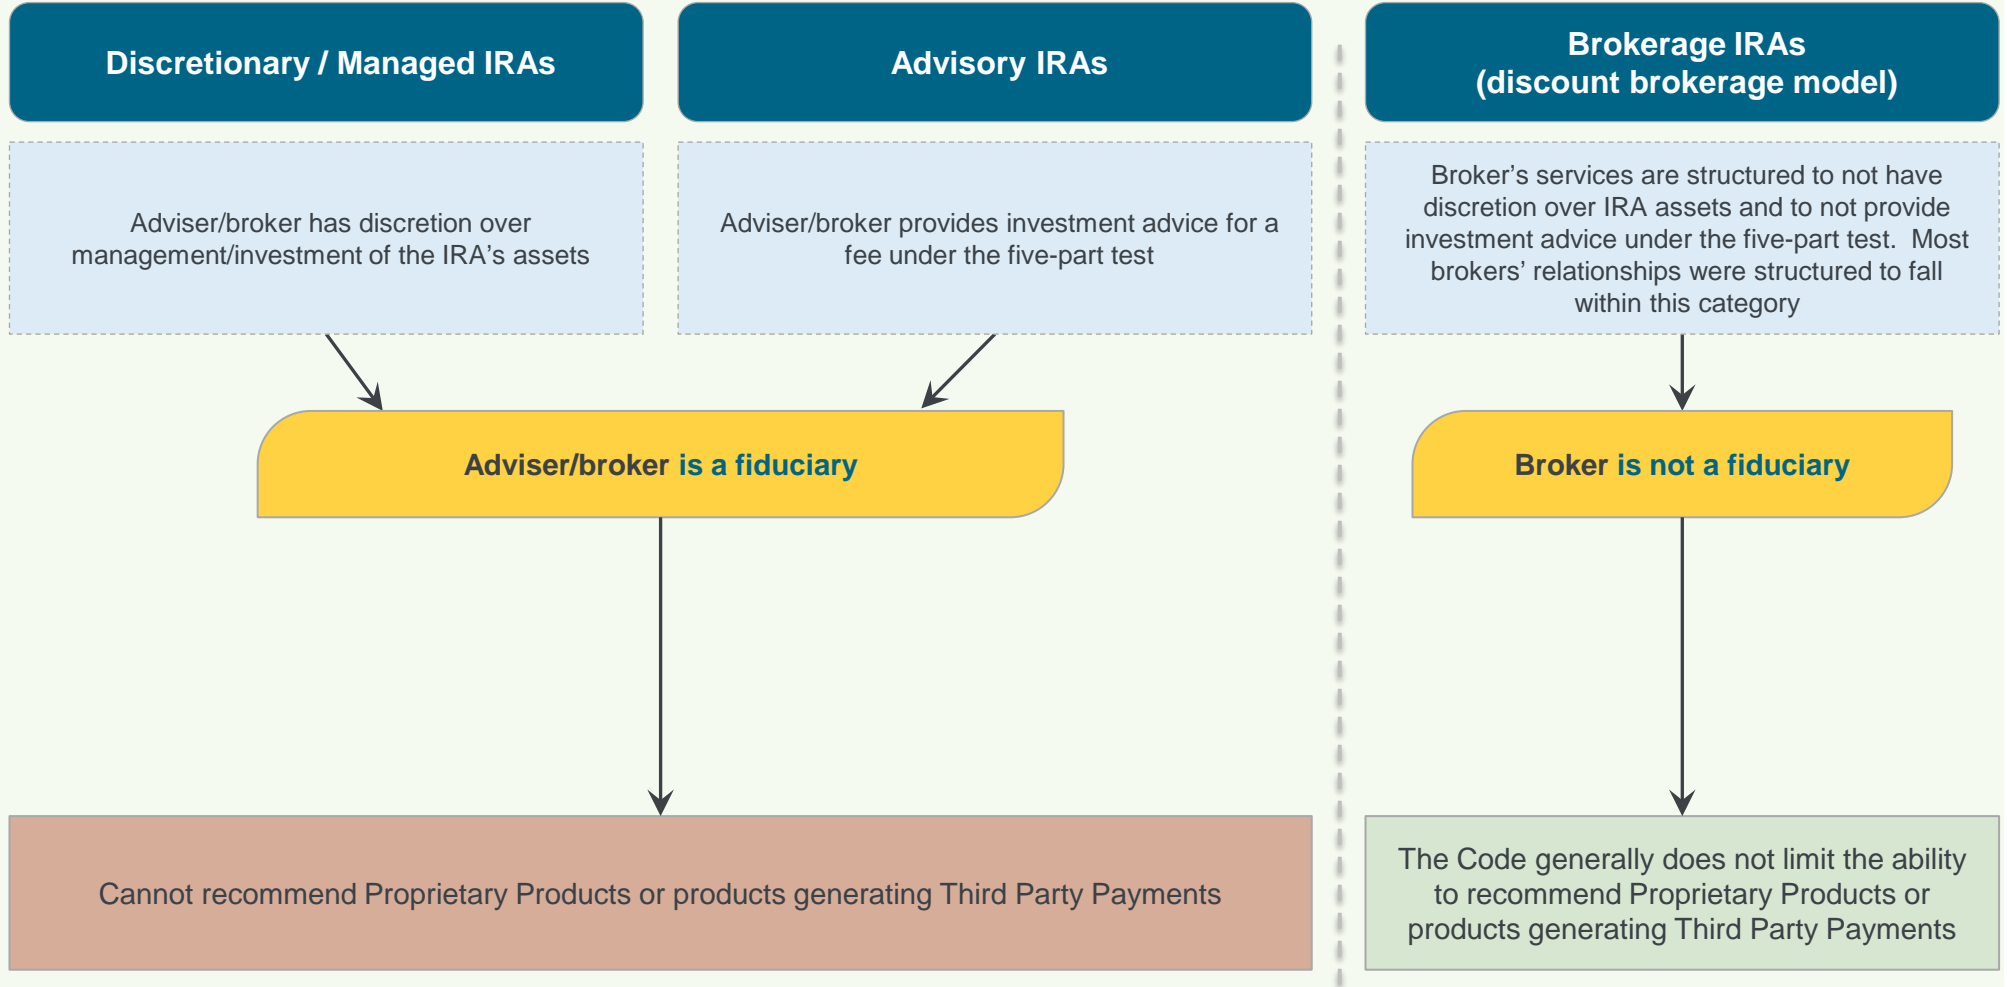 Discretionary / Managed IRAs
Advisory IRAs
Brokerage IRAs
(discount brokerage model)
Adviser/broker has discretion over
management/investment of the IRA’s assets
Adviser/broker provides investment advice for a
fee under the five-part test
Broker’s services are structured to not have
discretion over IRA assets and to not provide
investment advice under the five-part test.  Most
brokers’ relationships were structured to fall
within this category
Adviser/broker is a fiduciary
Broker is not a fiduciary
Cannot recommend Proprietary Products or products generating Third Party Payments
The Code generally does not limit the ability
to recommend Proprietary Products or
products generating Third Party Payments